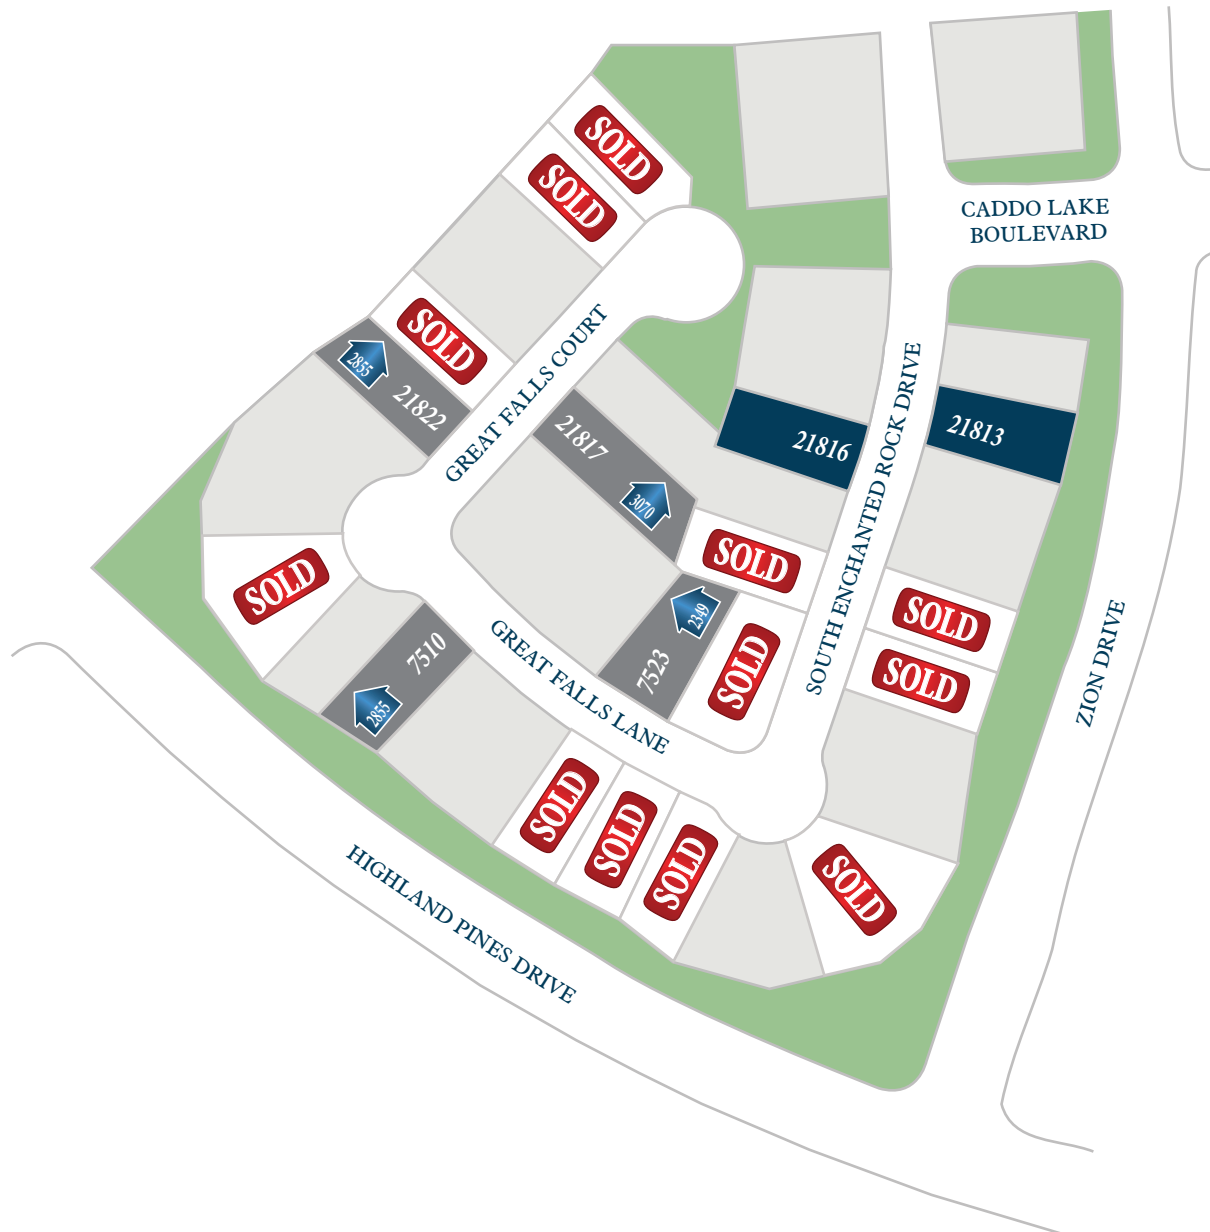 SOLD
SOLD
CADDO LAKE
BOULEVARD
SOLD
2855
21822
GREAT FALLS COURT
21817
3070
21816
21813
SOUTH ENCHANTED ROCK DRIVE
SOLD
SOLD
2349
7523
SOLD
SOLD
SOLD
ZION DRIVE
7510
2855
GREAT FALLS LANE
SOLD
SOLD
SOLD
SOLD
HIGHLAND PINES DRIVE